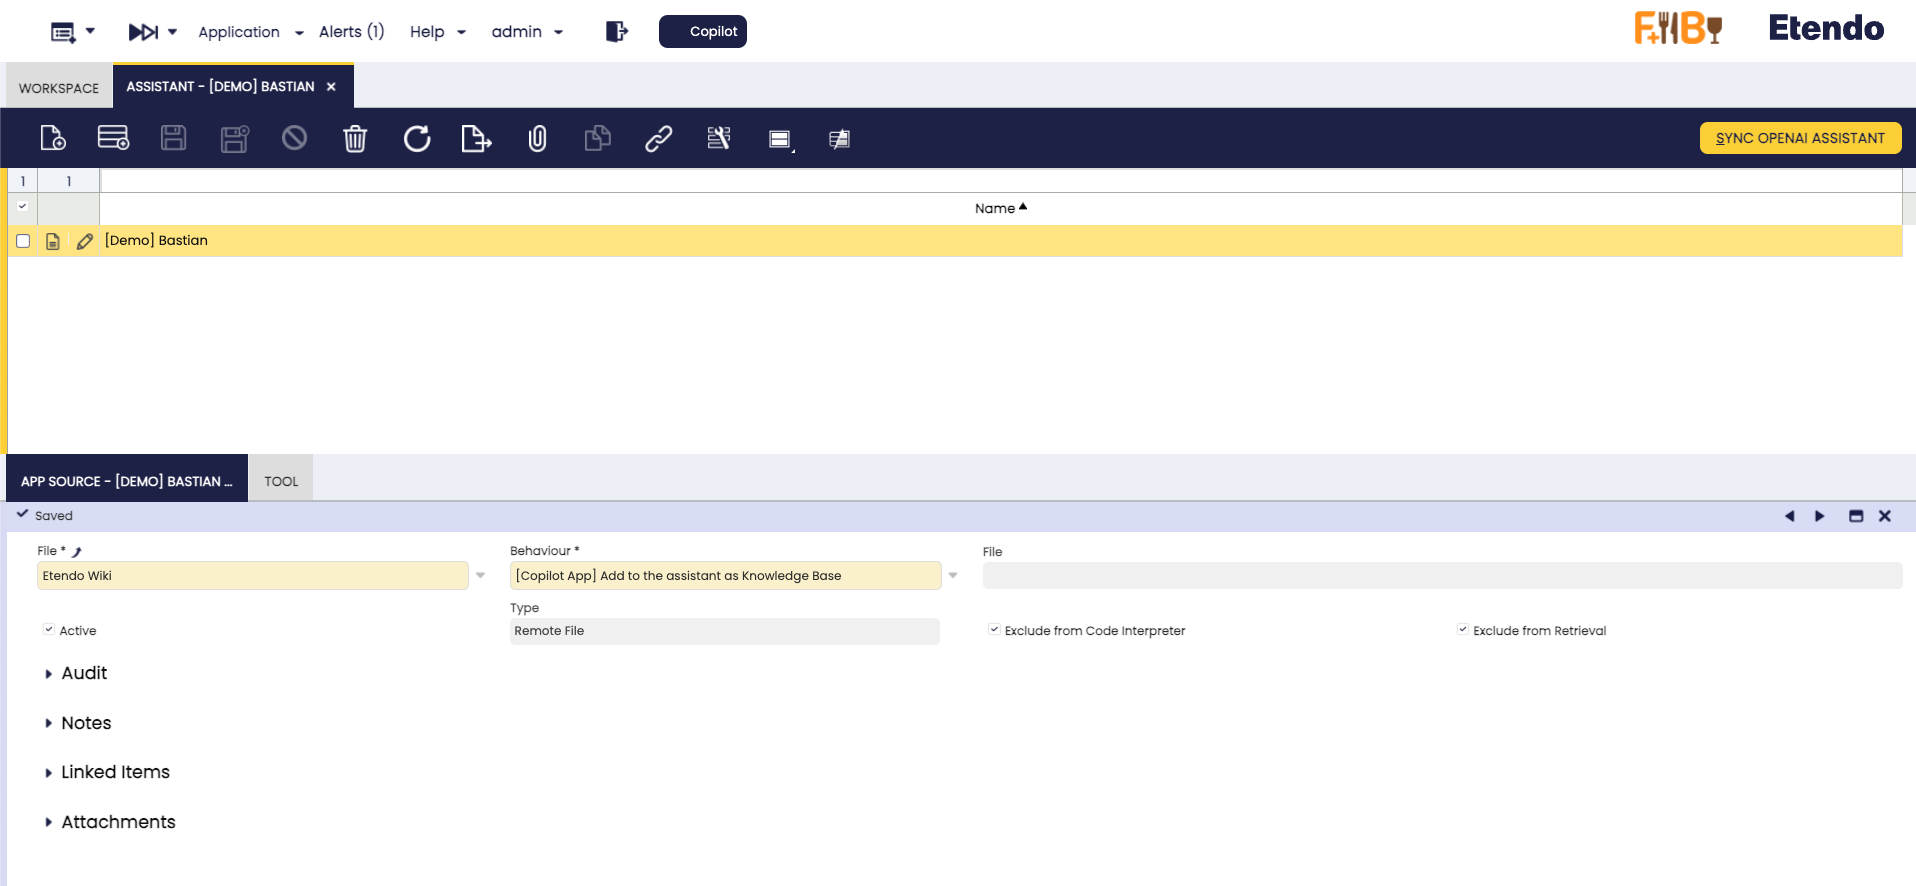 Application Alerts (1) Help admin Copilot F+B Etendo
WORKSPACE ASSISTANT - [DEMO] BASTIAN
SYNC OPENAI ASSISTANT
1 1
Name
[Demo] Bastian
APP SOURCE - [DEMO] BASTIAN ... TOOL
Saved
File * Behaviour * File
Etendo Wiki [Copilot App] Add to the assistant as Knowledge Base
Type
Active Remote File Exclude from Code Interpreter Exclude from Retrieval
Audit
Notes
Linked Items
Attachments